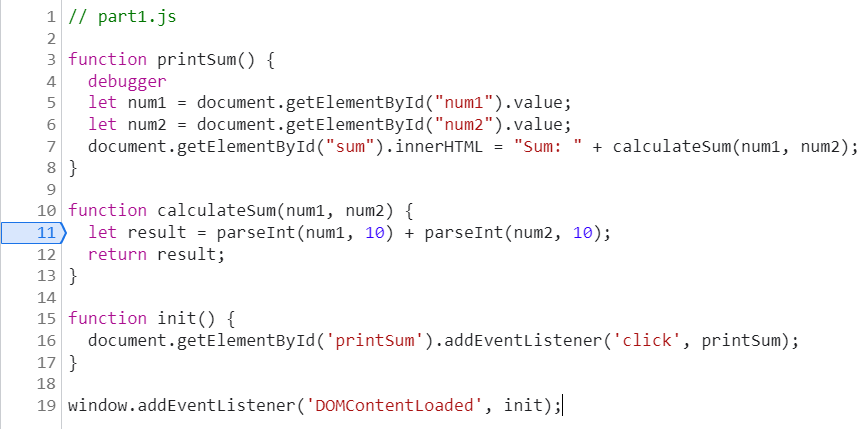 1 // part1.js
2
3 function printSum() {
4   debugger
5   let num1 = document.getElementById("num1").value;
6   let num2 = document.getElementById("num2").value;
7   document.getElementById("sum").innerHTML = "Sum: " + calculateSum(num1, num2);
8 }
9
10 function calculateSum(num1, num2) {
11   let result = parseInt(num1, 10) + parseInt(num2, 10);
12   return result;
13 }
14
15 function init() {
16   document.getElementById('printSum').addEventListener('click', printSum);
17 }
18
19 window.addEventListener('DOMContentLoaded', init);